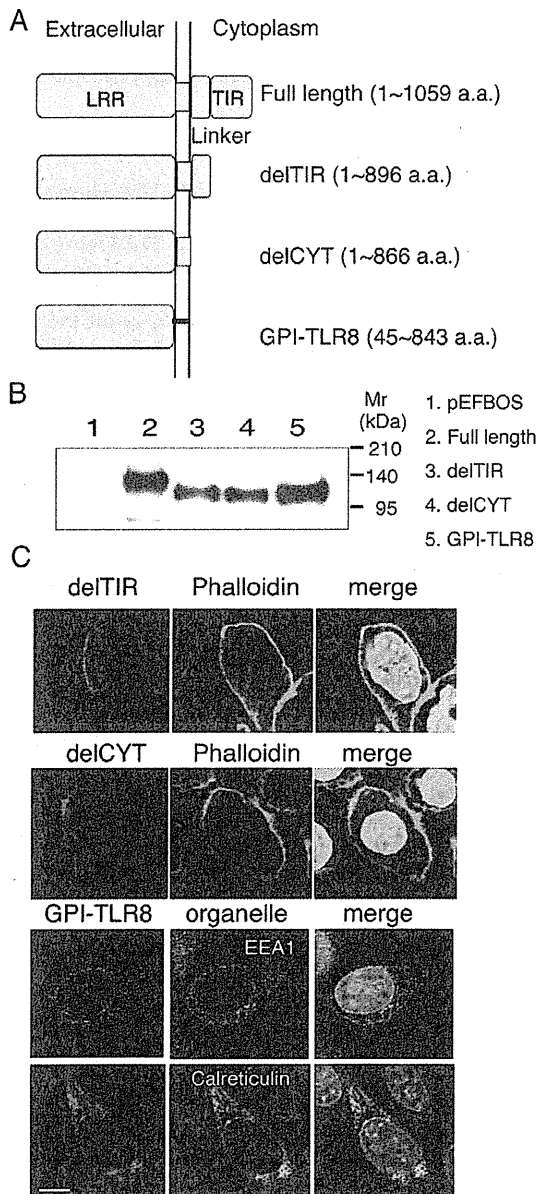 A
Extracellular Cytoplasm
LRR TIR Full length (1~1059 a.a.)
Linker
delTIR (1~896 a.a.)
delCYT (1~866 a.a.)
GPI-TLR8 (45~843 a.a.)
B
1 2 3 4 5
Mr
(kDa)
210
140
95
1. pEFBOS
2. Full length
3. delTIR
4. delCYT
5. GPI-TLR8
C
delTIR Phalloidin merge
delCYT Phalloidin merge
GPI-TLR8 organelle merge
EEA1
Calreticulin